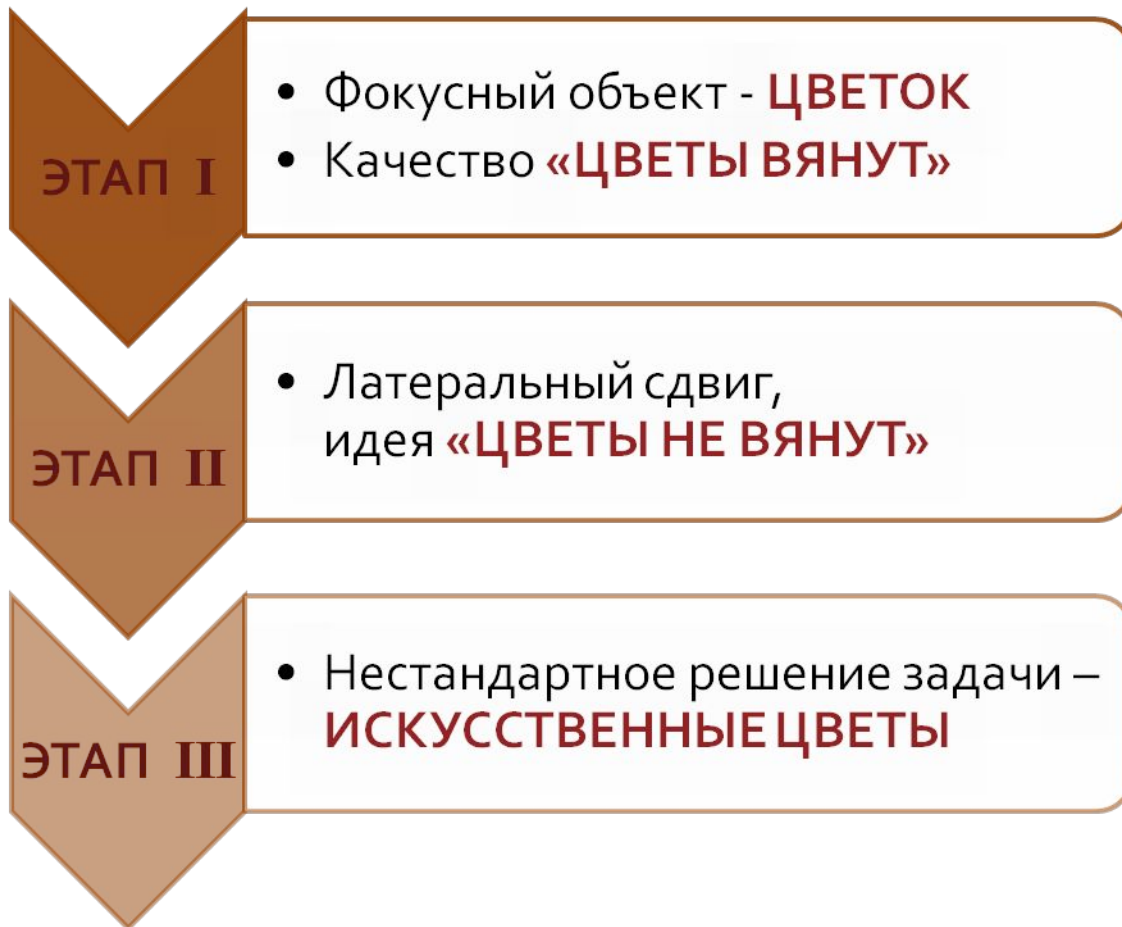 ЭТАП I
• Фокусный объект - ЦВЕТОК
• Качество «ЦВЕТЫ ВЯНУТ»
ЭТАП II
• Латеральный сдвиг,
идея «ЦВЕТЫ НЕ ВЯНУТ»
ЭТАП III
• Нестандартное решение задачи –
ИСКУССТВЕННЫЕ ЦВЕТЫ